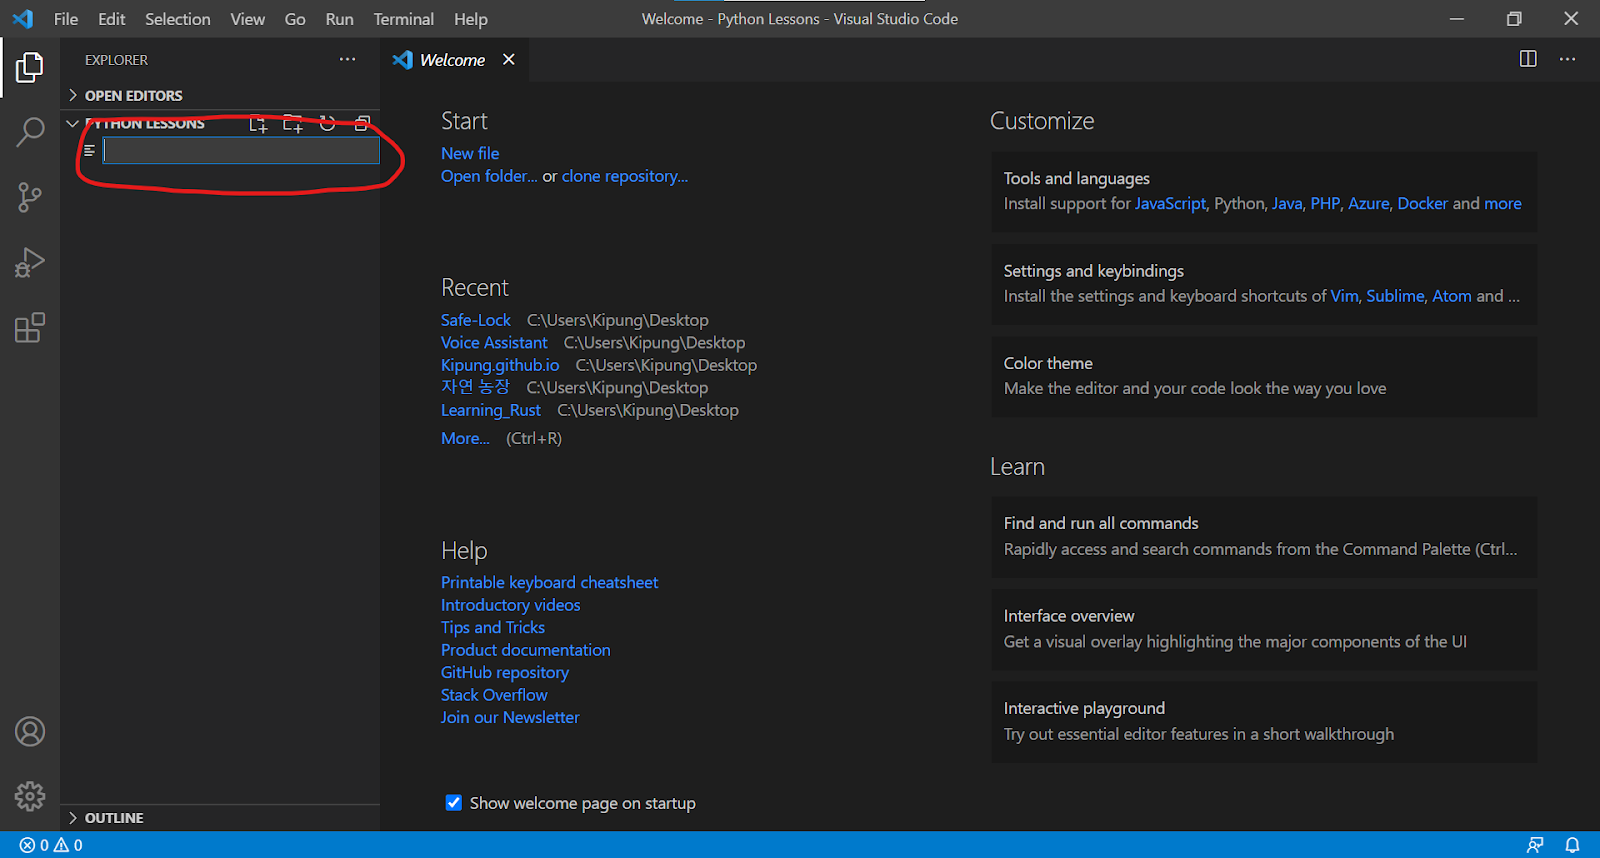 File Edit Selection View Go Run Terminal Help
Welcome - Python Lessons - Visual Studio Code
EXPLORER
Welcome
OPEN EDITORS
PYTHON LESSONS
Start
New file
Open folder... or clone repository...
Recent
Safe-Lock C:\Users\Kipung\Desktop
Voice Assistant C:\Users\Kipung\Desktop
Kipung.github.io C:\Users\Kipung\Desktop
자연 농장 C:\Users\Kipung\Desktop
Learning_Rust C:\Users\Kipung\Desktop
More... (Ctrl+R)
Help
Printable keyboard cheatsheet
Introductory videos
Tips and Tricks
Product documentation
GitHub repository
Stack Overflow
Join our Newsletter
Show welcome page on startup
Customize
Tools and languages
Install support for JavaScript, Python, Java, PHP, Azure, Docker and more
Settings and keybindings
Install the settings and keyboard shortcuts of Vim, Sublime, Atom and ...
Color theme
Make the editor and your code look the way you love
Learn
Find and run all commands
Rapidly access and search commands from the Command Palette (Ctrl...
Interface overview
Get a visual overlay highlighting the major components of the UI
Interactive playground
Try out essential editor features in a short walkthrough
OUTLINE
0 0